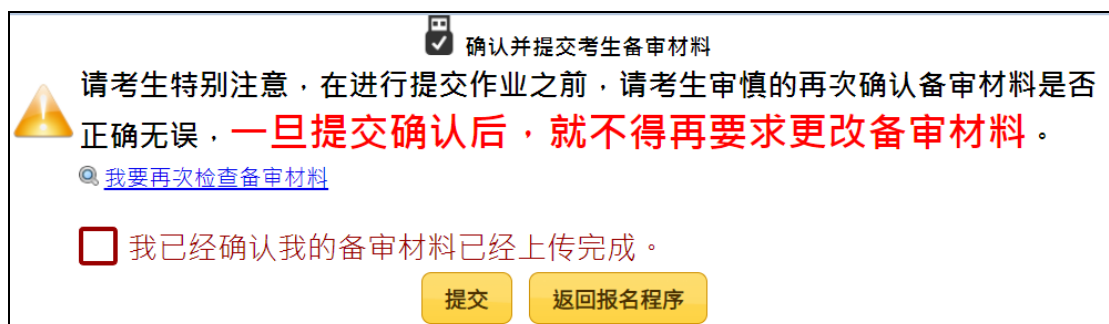 确认并提交考生备审材料
请考生特别注意，在进行提交作业之前，请考生审慎的再次确认备审材料是否
正确无误，一旦提交确认后，就不得再要求更改备审材料。
我要再次检查备审材料
我已经确认我的备审材料已经上传完成。
提交 返回报名程序